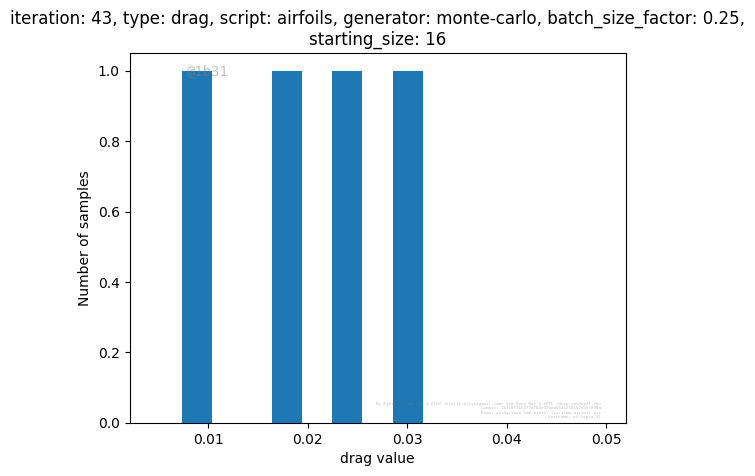 iteration: 43, type: drag, script: airfoils, generator: monte-carlo, batch_size_factor: 0.25,
starting_size: 16
@1b31
1.0
0.8
0.6
0.4
0.2
0.0
Number of samples
0.01 0.02 0.03 0.04 0.05
drag value